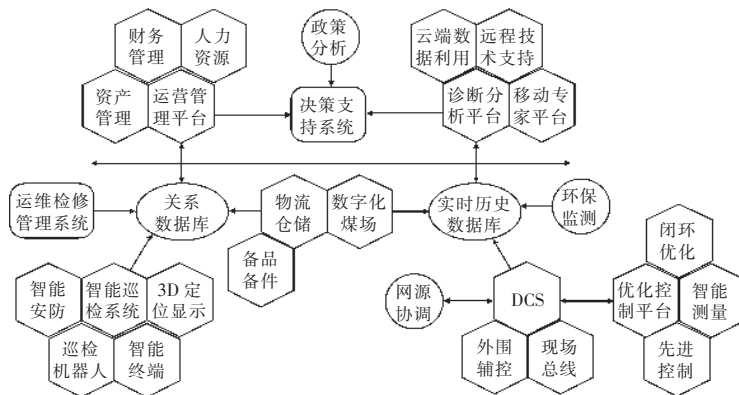 财务
管理
人力
资源
政策
分析
云端数
据利用
远程技
术支持
资产
管理
运营管
理平台
决策支
持系统
诊断分
析平台
移动专
家平台
运维检修
管理系统
关系
数据库
物流
仓储
数字化
煤场
实时历史
数据库
环保
监测
备品
备件
闭环
优化
智能
安防
智能巡
检系统
3D定
位显示
网源
协调
DCS
优化控
制平台
智能
测量
巡检
机器人
智能
终端
外围
辅控
现场
总线
先进
控制